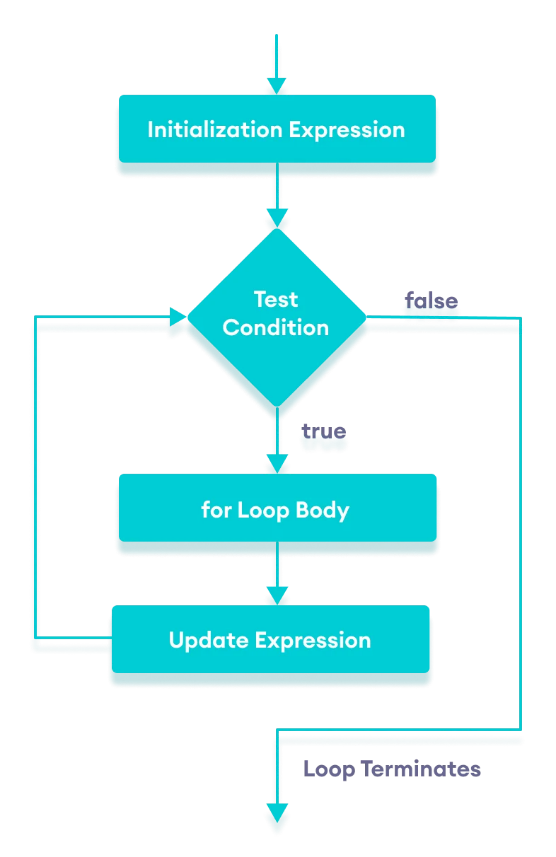 Initialization Expression
Test
Condition
false
true
for Loop Body
Update Expression
Loop Terminates